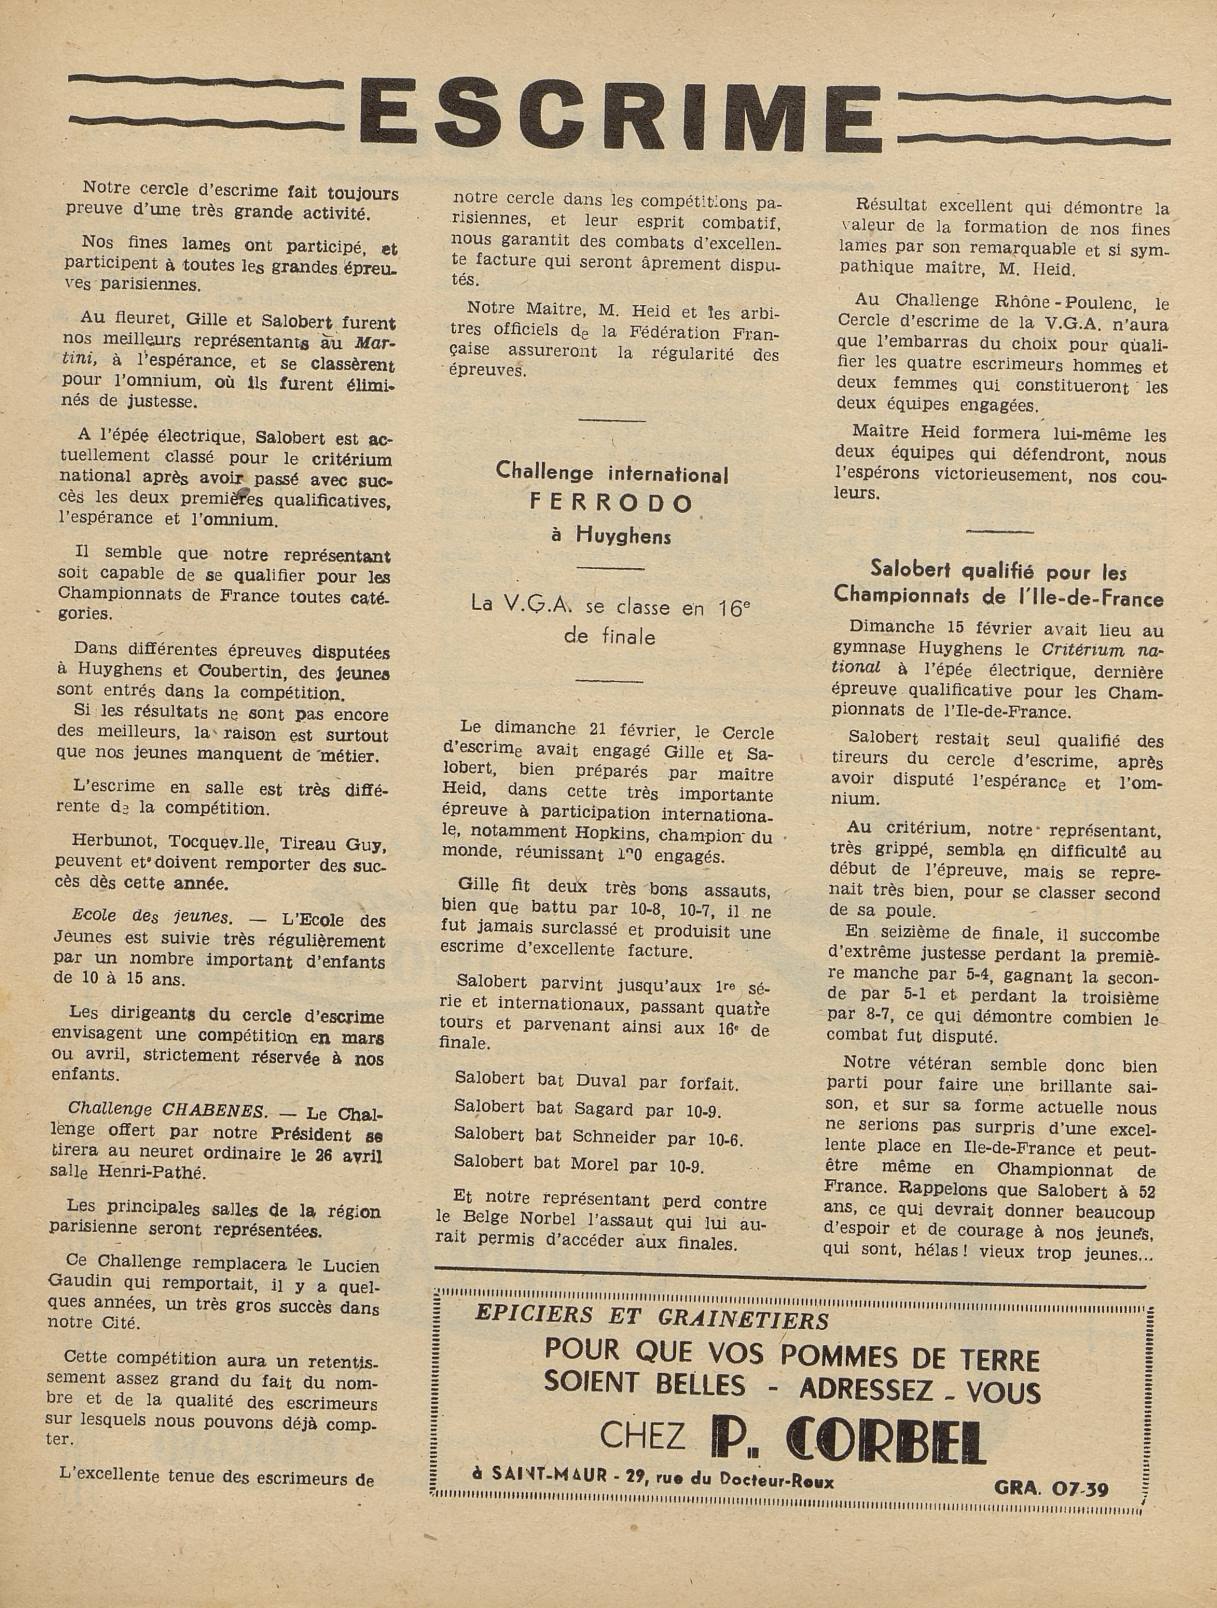 ESCRIME
Notre cercle d'escrime fait toujours
preuve d'une très grande activité.
Nos fines lames ont participé, et
participent à toutes les grandes épreu-
ves parisiennes.
Au fleuret, Gille et Salobert furent
nos meilleurs représentants au Mar-
tini, à l'espérance, et se classèrent
pour l'omnium, où ils furent élimi-
nés de justesse.
A l'épée électrique, Salobert est ac-
tuellement classé pour le critérium
national après avoir passé avec suc-
cès les deux premières qualificatives,
l'espérance et l'omnium.
Il semble que notre représentant
soit capable de se qualifier pour les
Championnats de France toutes caté-
gories.
Dans différentes épreuves disputées
à Huyghens et Coubertin, des jeunes
sont entrés dans la compétition.
Si les résultats ne sont pas encore
des meilleurs, la raison est surtout
que nos jeunes manquent de métier.
L'escrime en salle est très diffé-
rente de la compétition.
Herbunot, Tocquev.lle, Tireau Guy,
peuvent et doivent remporter des suc-
cès dès cette année.
Ecole des jeunes. — L'Ecole des
Jeunes est suivie très régulièrement
par un nombre important d'enfants
de 10 à 15 ans.
Les dirigeants du cercle d'escrime
envisagent une compétition en mars
ou avril, strictement réservée à nos
enfants.
Challenge CHABENES. — Le Chal-
lenge offert par notre Président se
tirera au neuret ordinaire le 26 avril
salle Henri-Pathé.
Les principales salles de la région
parisienne seront représentées.
Ce Challenge remplacera le Lucien
Gaudin qui remportait, il y a quel-
ques années, un très gros succès dans
notre Cité.
Cette compétition aura un retentis-
sement assez grand du fait du nom-
bre et de la qualité des escrimeurs
sur lesquels nous pouvons déjà comp-
ter.
L'excellente tenue des escrimeurs de
notre cercle dans les compétitions pa-
risiennes, et leur esprit combatif,
nous garantit des combats d'excellen-
te facture qui seront âprement dispu-
tés.
Notre Maître, M. Heid et les arbi-
tres officiels de la Fédération Fran-
çaise assureront la régularité des
épreuves.
Challenge international
FERRODO
à Huyghens
La V.G.A. se classe en 16e
de finale
Le dimanche 21 février, le Cercle
d'escrime avait engagé Gille et Sa-
lobert, bien préparés par maître
Heid, dans cette très importante
épreuve à participation internationa-
le, notamment Hopkins, champion du
monde, réunissant engagés.
Gille fit deux très bons assauts,
bien que battu par 10-8, 10-7, il ne
fut jamais surclassé et produisit une
escrime d'excellente facture.
Salobert parvint jusqu'aux 1re sé-
rie et internationaux, passant quatre
tours et parvenant ainsi aux 16e de
finale.
Salobert bat Duval par forfait.
Salobert bat Sagard par 10-9.
Salobert bat Schneider par 10-6.
Salobert bat Morel par 10-9.
Et notre représentant perd contre
le Belge Norbel l'assaut qui lui au-
rait permis d'accéder aux finales.
Résultat excellent qui démontre la
valeur de la formation de nos fines
lames par son remarquable et si sym-
pathique maître, M. Heid.
Au Challenge Rhône-Poulenc, le
Cercle d'escrime de la V.G.A. n'aura
que l'embarras du choix pour quali-
fier les quatre escrimeurs hommes et
deux femmes qui constitueront les
deux équipes engagées.
Maître Heid formera lui-même les
deux équipes qui défendront, nous
l'espérons victorieusement, nos cou-
leurs.
Salobert qualifié pour les
Championnats de l'Ile-de-France
Dimanche 15 février avait lieu au
gymnase Huyghens le Critérium na-
tional à l'épée électrique, dernière
épreuve qualificative pour les Cham-
pionnats de l'Ile-de-France.
Salobert restait seul qualifié des
tireurs du cercle d'escrime, après
avoir disputé l'espérance et l'om-
nium.
Au critérium, notre représentant,
très grippé, sembla en difficulté au
début de l'épreuve, mais se repre-
nait très bien, pour se classer second
de sa poule.
En seizième de finale, il succombe
d'extrême justesse perdant la premiè-
re manche par 5-4, gagnant la secon-
de par 5-1 et perdant la troisième
par 8-7, ce qui démontre combien le
combat fut disputé.
Notre vétéran semble donc bien
parti pour faire une brillante sai-
son, et sur sa forme actuelle nous
ne serions pas surpris d'une excel-
lente place en Ile-de-France et peut-
être même en Championnat de
France. Rappelons que Salobert à 52
ans, ce qui devrait donner beaucoup
d'espoir et de courage à nos jeunes,
qui sont, hélas! vieux trop jeunes...
EPICIERS ET GRAINETIERS
POUR QUE VOS POMMES DE TERRE
SOIENT BELLES - ADRESSEZ-VOUS
CHEZ P. CORBEL
à SAINT-MAUR - 29, rue du Docteur-Roux
GRA. 07-39